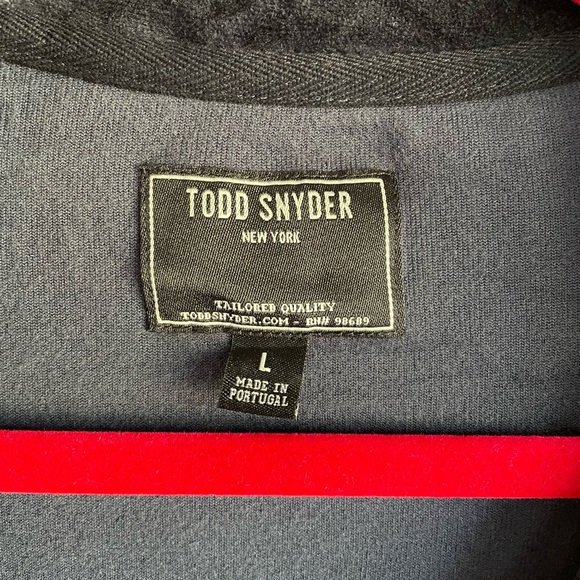 TODD SNYDER
NEW YORK
TAILORED QUALITY
TODDSNYDER.COM - RN# 98689
L
MADE IN
PORTUGAL